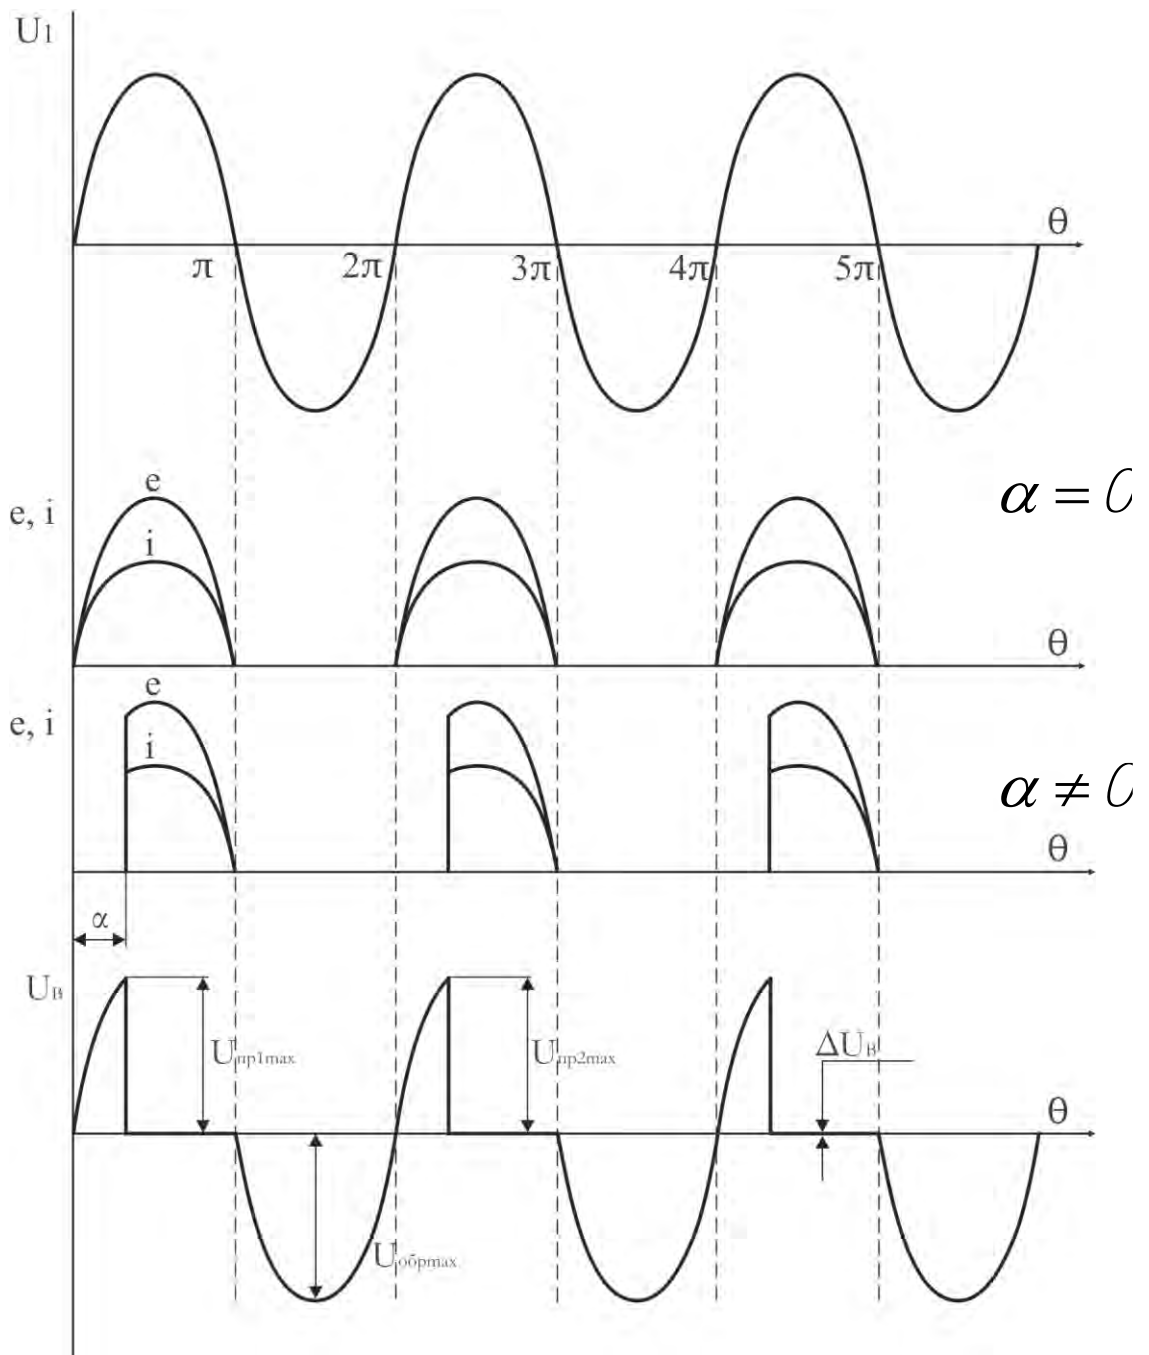 U1
θ
π 2π 3π 4π 5π
e
α = 0
e, i
i
θ
e
e, i
i
α ≠ 0
θ
α
UВ
Uпр1max
Uпр2max
ΔUВ
θ
Uобрmax